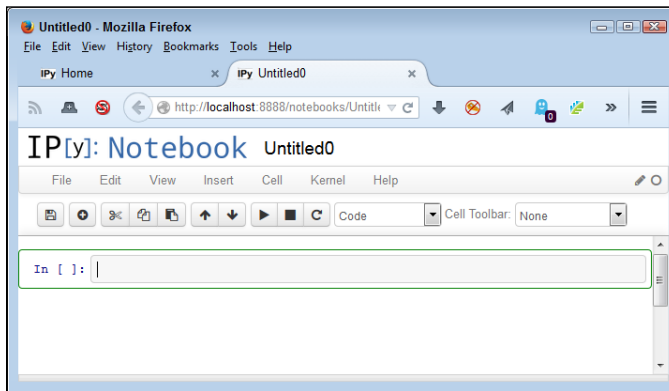 Untitled0 - Mozilla Firefox
File Edit View History Bookmarks Tools Help
IPy Home × IPy Untitled0 ×
http://localhost:8888/notebooks/Untitle
0
IP[y]: Notebook Untitled0
File Edit View Insert Cell Kernel Help
Code Cell Toolbar: None
In [ ]: